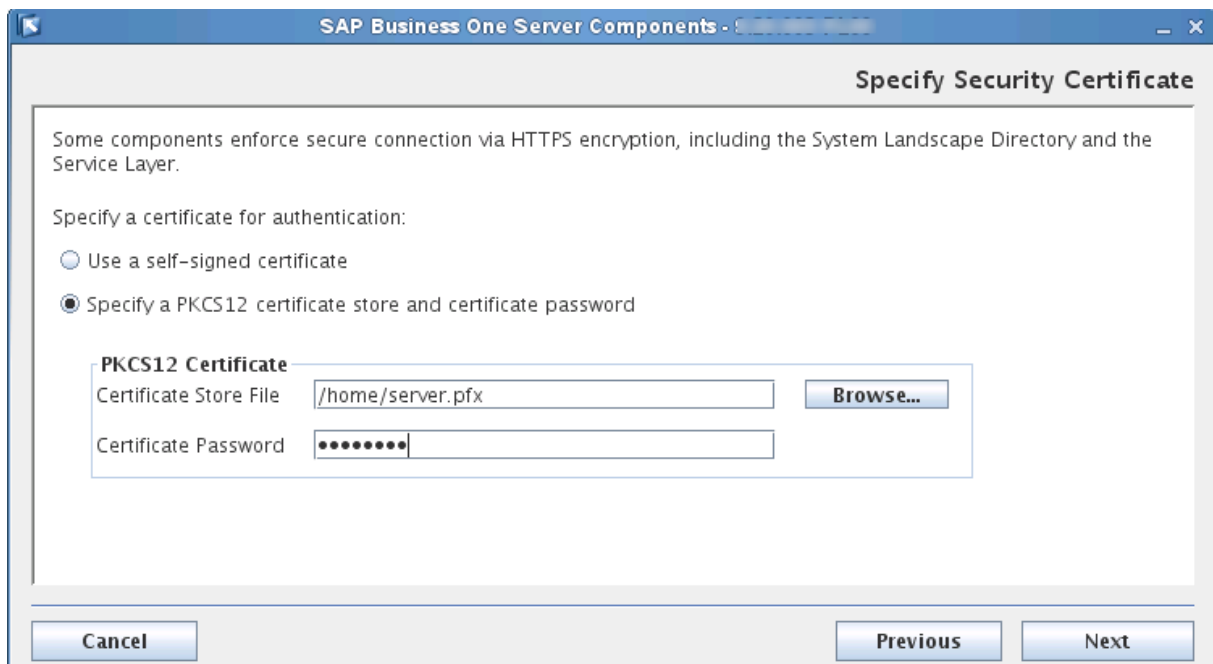 SAP Business One Server Components -
Specify Security Certificate
Some components enforce secure connection via HTTPS encryption, including the System Landscape Directory and the
Service Layer.
Specify a certificate for authentication:
Use a self-signed certificate
Specify a PKCS12 certificate store and certificate password
PKCS12 Certificate
Certificate Store File /home/server.pfx Browse...
Certificate Password ••••••••
Cancel Previous Next